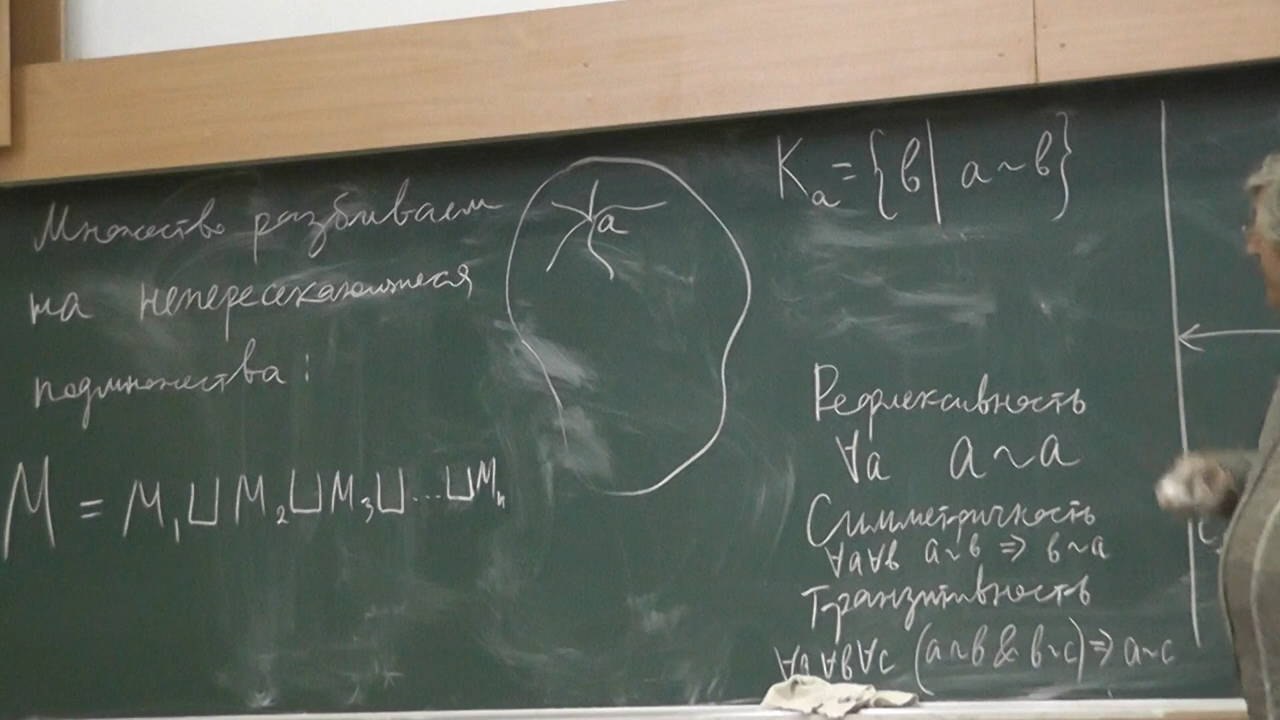 Множество разбиваем
на непересекающиеся
подмножества:
M = M₁⊔M₂⊔M₃⊔...⊔Mₙ
a
Kₐ = {b| a~b}
Рефлексивность
∀a a~a
Симметричность
∀a∀b a~b ⇒ b~a
Транзитивность
∀a∀b∀c (a~b & b~c) ⇒ a~c